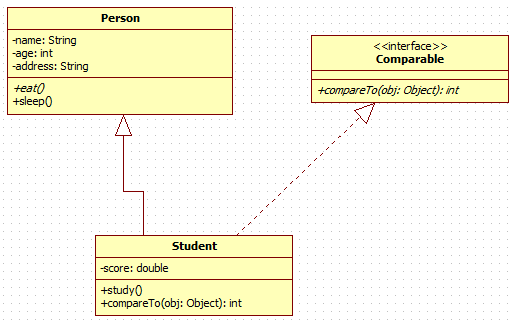 Person
-name: String
-age: int
-address: String
+eat()
+sleep()
<<interface>>
Comparable
+compareTo(obj: Object): int
Student
-score: double
+study()
+compareTo(obj: Object): int